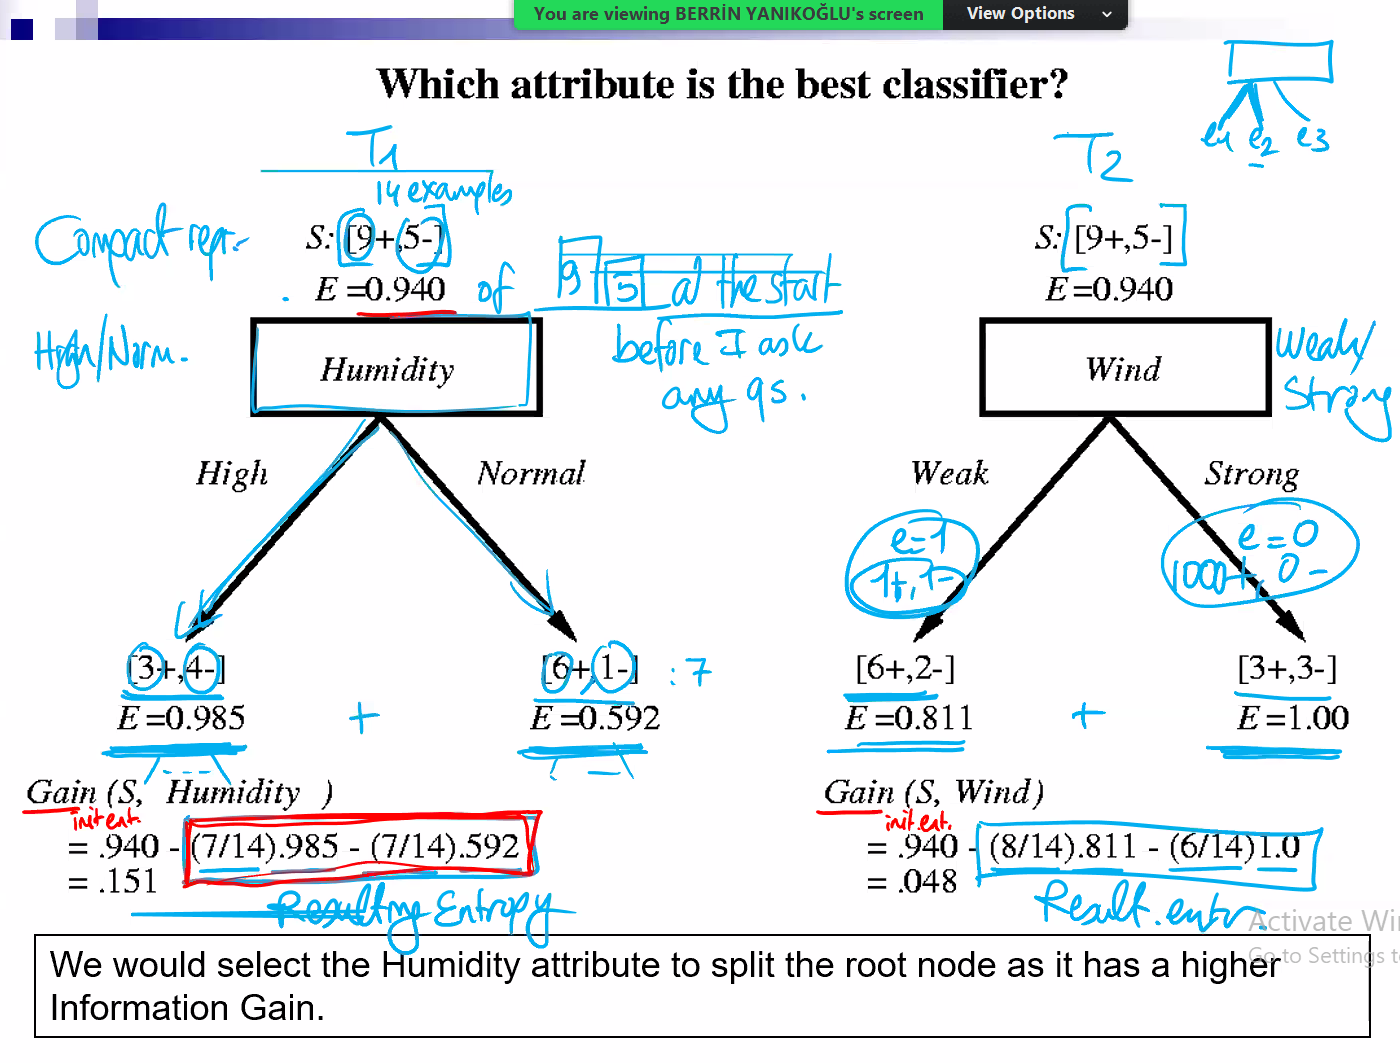 You are viewing BERRİN YANIKOĞLU's screen
View Options
Which attribute is the best classifier?
e1 e2 e3
T1
14 examples
T2
Compact repr.
S: [9+,5-]
E =0.940
of 9 5 at the start
before I ask
any qs.
S: [9+,5-]
E =0.940
High/Norm.
Humidity
Wind
Weak/
Strong
High
Normal
Weak
Strong
e=1
1+, 1-
e=0
1000+, 0-
[3+,4-]
[6+,1-]
: 7
[6+,2-]
[3+,3-]
E =0.985
+
E =0.592
E =0.811
+
E =1.00
Gain (S, Humidity )
init ent.
= .940 - (7/14).985 - (7/14).592
= .151
Resulting Entropy
Gain (S, Wind)
init.ent.
= .940 - (8/14).811 - (6/14)1.0
= .048
Result.entr.
Activate Wi
Go to Settings t
We would select the Humidity attribute to split the root node as it has a higher
Information Gain.